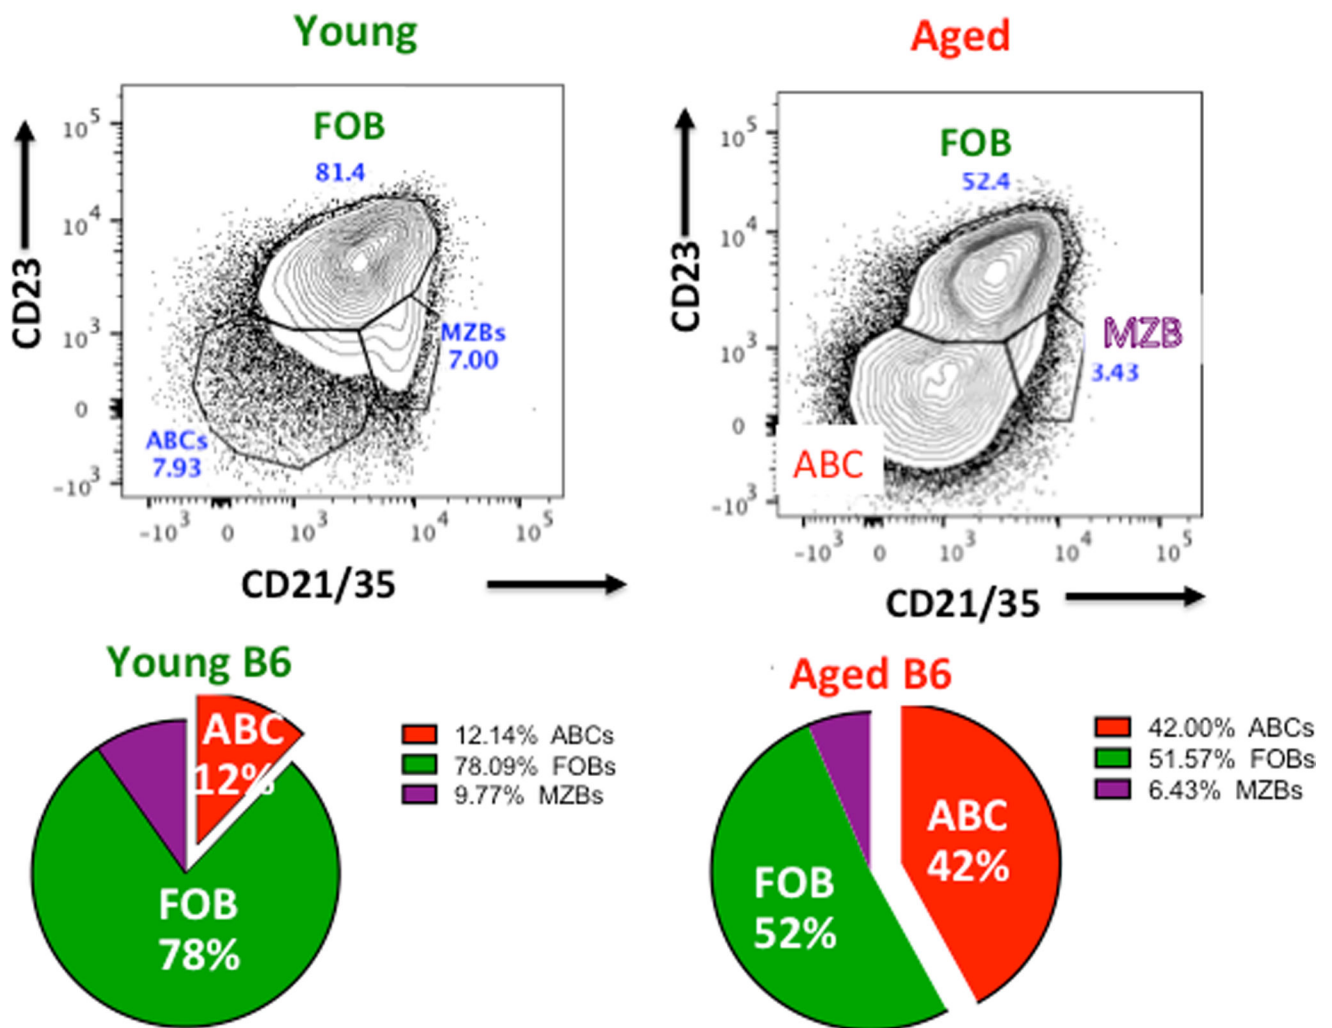 Young
Aged
FOB
81.4
CD23
10^5
10^4
10^3
0
-10^3
MZBs
7.00
ABCs
7.93
-10^3 0 10^3 10^4 10^5
CD21/35
FOB
52.4
CD23
10^5
10^4
10^3
0
-10^3
MZB
3.43
ABC
-10^3 0 10^3 10^4 10^5
CD21/35
Young B6
ABC
12%
FOB
78%
12.14% ABCs
78.09% FOBs
9.77% MZBs
Aged B6
ABC
42%
FOB
52%
42.00% ABCs
51.57% FOBs
6.43% MZBs